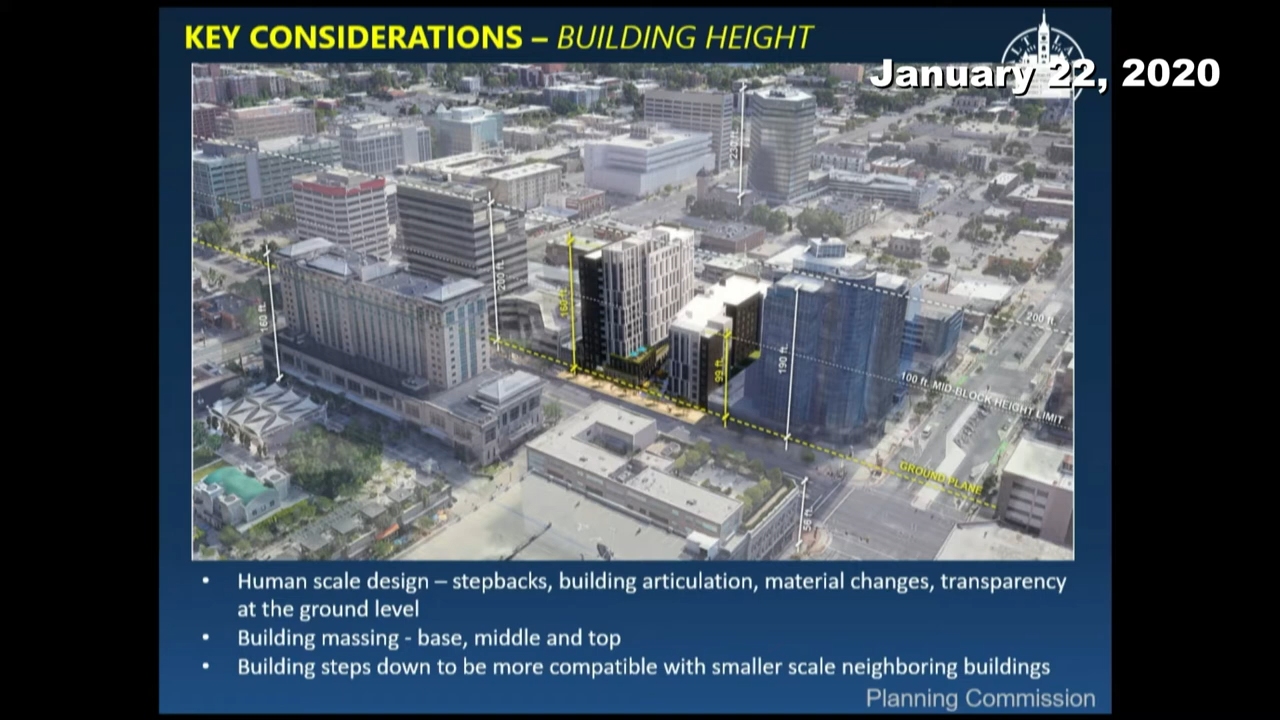 KEY CONSIDERATIONS – BUILDING HEIGHT
January 22, 2020
160 ft.
200 ft.
160 ft.
99 ft.
190 ft.
200 ft.
100 ft. MID-BLOCK HEIGHT LIMIT
GROUND PLANE
56 ft.
• Human scale design – stepbacks, building articulation, material changes, transparency
at the ground level
• Building massing - base, middle and top
• Building steps down to be more compatible with smaller scale neighboring buildings
Planning Commission